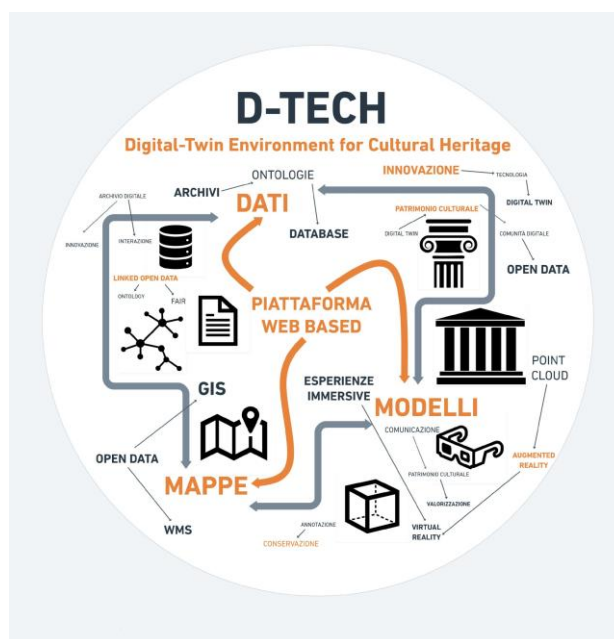 D-TECH
Digital-Twin Environment for Cultural Heritage
ONTOLOGIE
INNOVAZIONE
TECNOLOGIA
ARCHIVI
ARCHIVIO DIGITALE
DATI
DIGITAL TWIN
PATRIMONIO CULTURALE
DATABASE
DIGITAL TWIN
COMUNITÀ DIGITALE
INNOVAZIONE
INTERAZIONE
OPEN DATA
LINKED OPEN DATA
ONTOLOGY
FAIR
PIATTAFORMA
WEB BASED
GIS
ESPERIENZE
IMMERSIVE
POINT
CLOUD
MODELLI
COMUNICAZIONE
OPEN DATA
AUGMENTED
REALITY
PATRIMONIO CULTURALE
MAPPE
VALORIZZAZIONE
WMS
ANNOTAZIONE
CONSERVAZIONE
VIRTUAL
REALITY